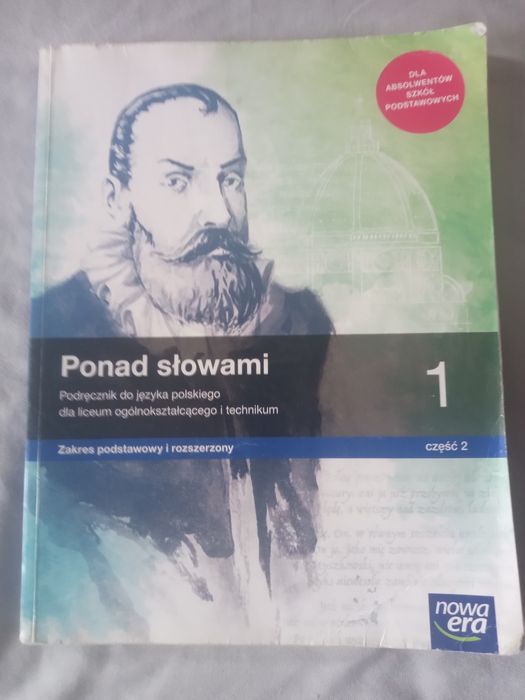 DLA
ABSOLWENTÓW
SZKÓŁ
PODSTAWOWYCH
Ponad słowami
1
Podręcznik do języka polskiego
dla liceum ogólnokształcącego i technikum
Zakres podstawowy i rozszerzony
część 2
nowa
era